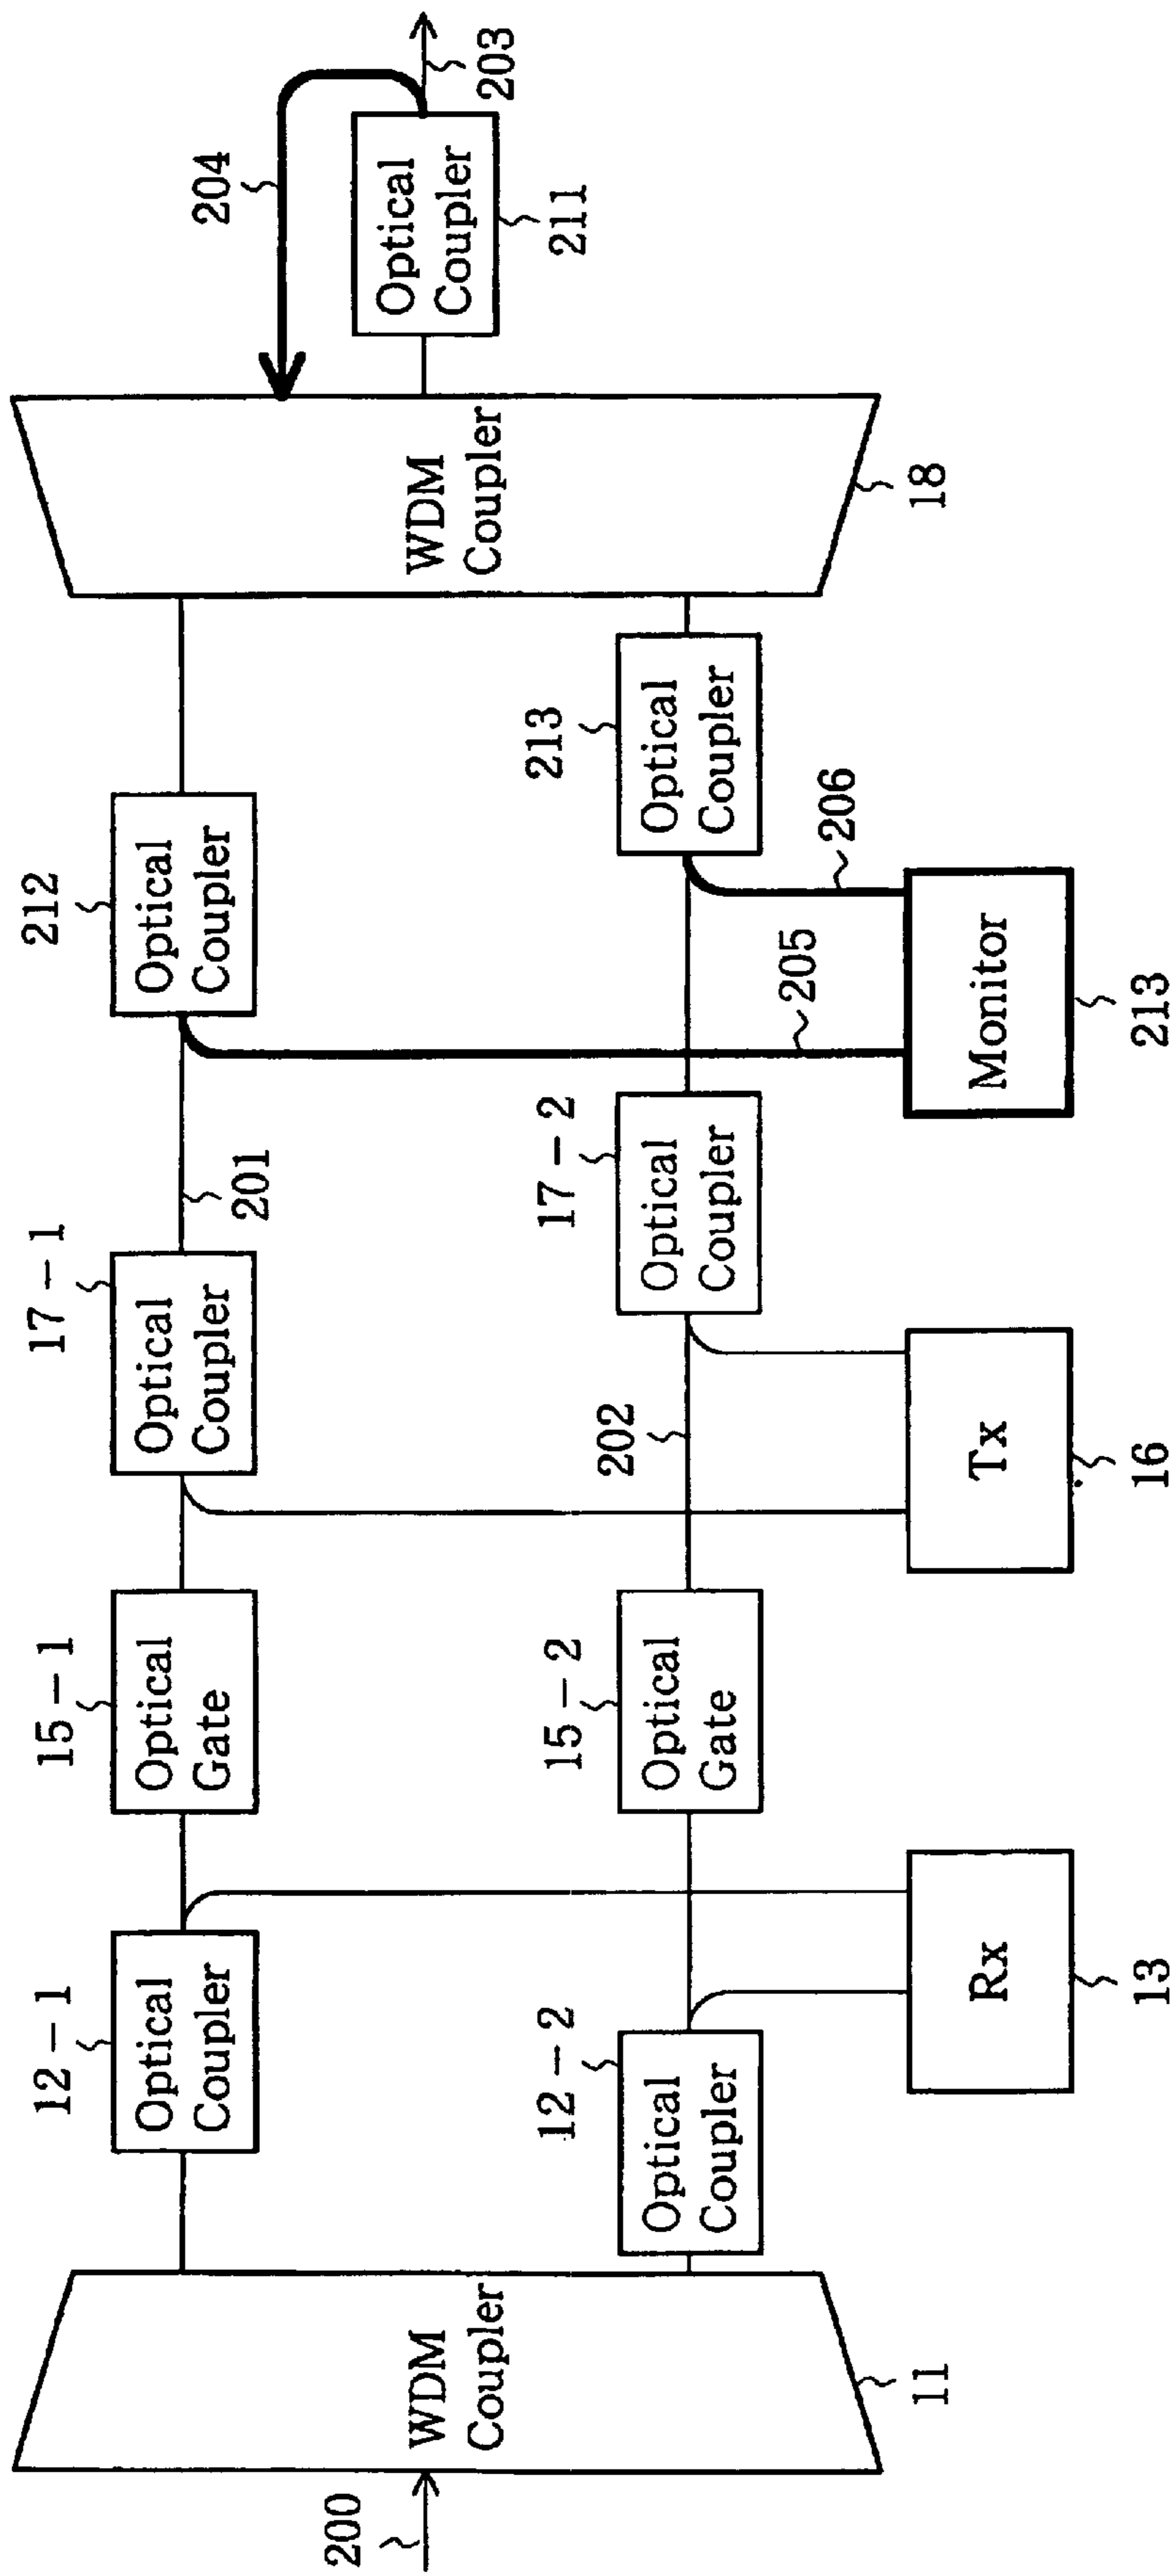 200
WDM
Coupler
11
12-1
Optical
Coupler
12-2
Optical
Coupler
Rx
13
15-1
Optical
Gate
15-2
Optical
Gate
17-1
Optical
Coupler
201
202
Tx
16
17-2
Optical
Coupler
212
Optical
Coupler
205
213
Optical
Coupler
206
Monitor
213
WDM
Coupler
18
204
Optical
Coupler
211
203